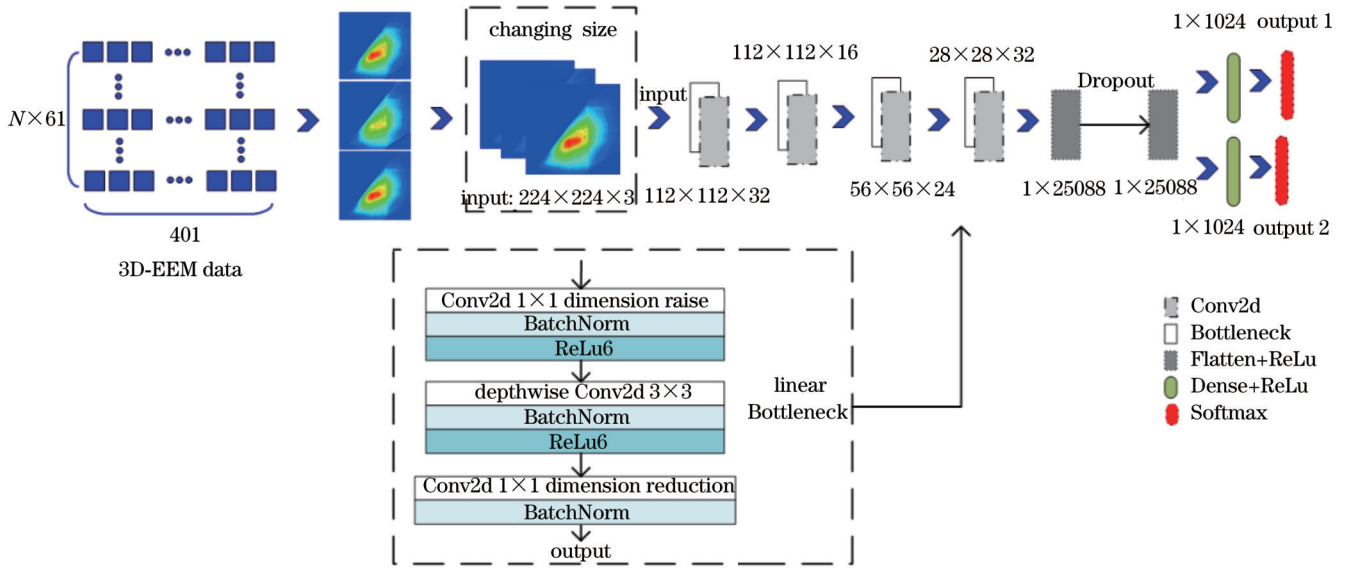 N×61
401
3D-EEM data
changing size
input: 224×224×3
input
112×112×32
112×112×16
56×56×24
28×28×32
Dropout
1×25088
1×25088
1×1024 output 1
1×1024 output 2
Conv2d 1×1 dimension raise
BatchNorm
ReLu6
depthwise Conv2d 3×3
BatchNorm
ReLu6
Conv2d 1×1 dimension reduction
BatchNorm
output
linear
Bottleneck
Conv2d
Bottleneck
Flatten+ReLu
Dense+ReLu
Softmax